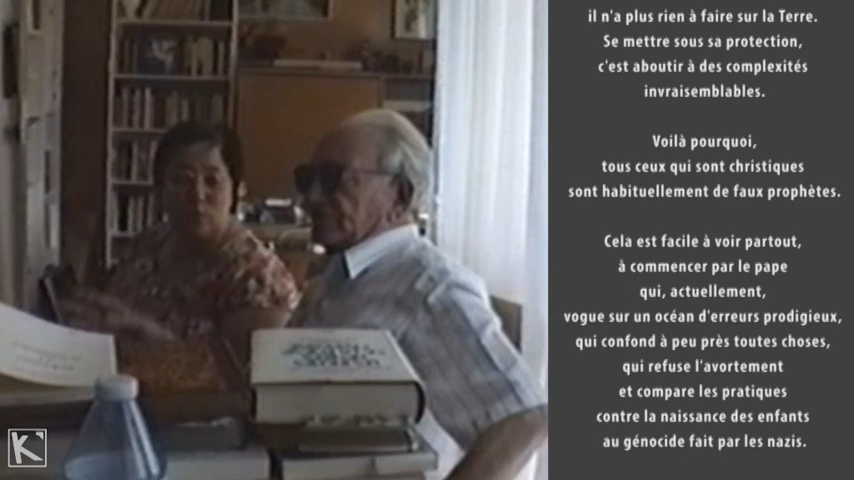 il n'a plus rien à faire sur la Terre.
Se mettre sous sa protection,
c'est aboutir à des complexités
invraisemblables.
Voilà pourquoi,
tous ceux qui sont christiques
sont habituellement de faux prophètes.
Cela est facile à voir partout,
à commencer par le pape
qui, actuellement,
vogue sur un océan d'erreurs prodigieux,
qui confond à peu près toutes choses,
qui refuse l'avortement
et compare les pratiques
contre la naissance des enfants
au génocide fait par les nazis.
K